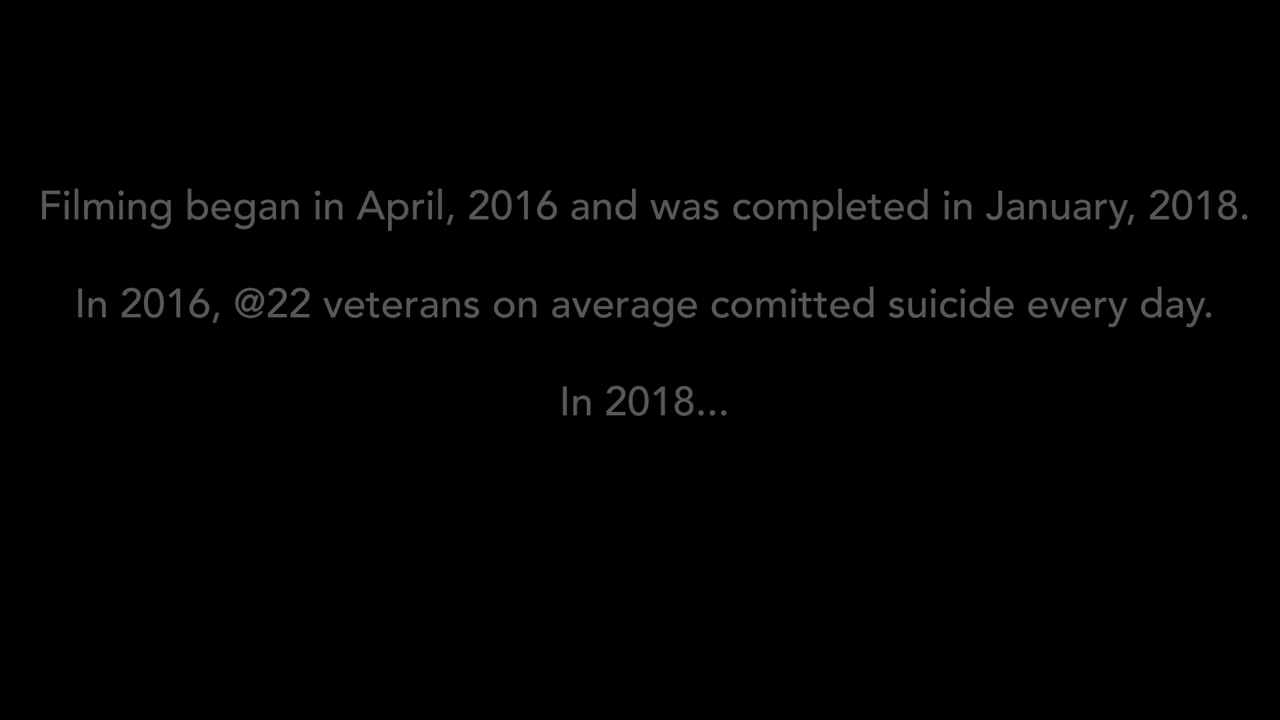 Filming began in April, 2016 and was completed in January, 2018.
In 2016, @22 veterans on average comitted suicide every day.
In 2018...